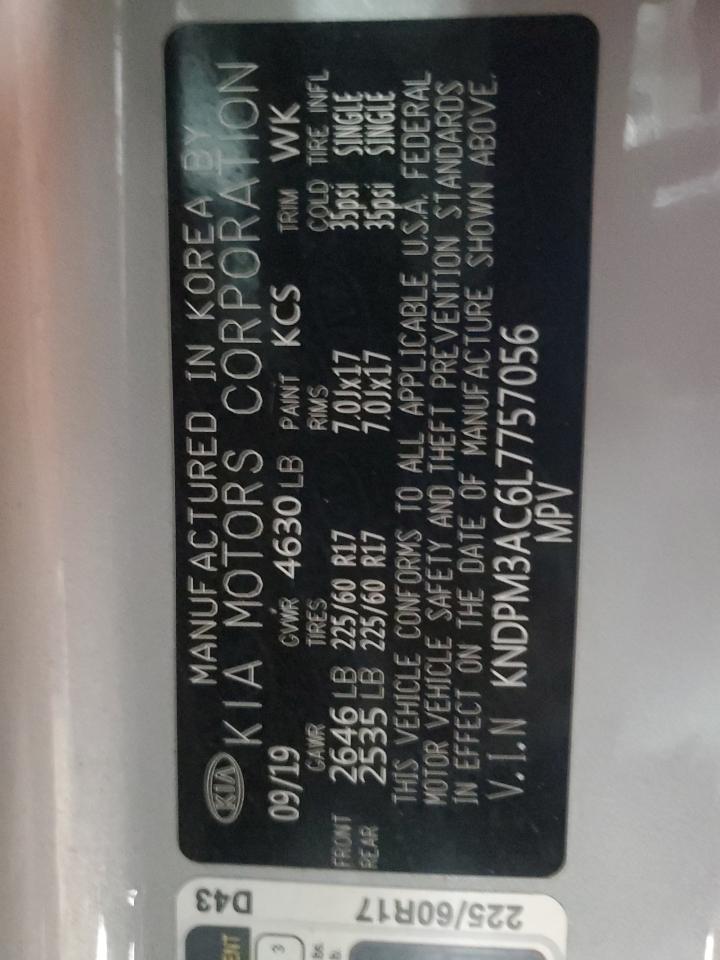 KIA MANUFACTURED IN KOREA BY
KIA MOTORS CORPORATION
09/19 GVWR 4630 LB PAINT KCS TRIM WK
GAWR TIRES RIMS COLD TIRE INFL
FRONT 2646 LB 225/60 R17 7.0Jx17 35psi SINGLE
REAR 2535 LB 225/60 R17 7.0Jx17 35psi SINGLE
THIS VEHICLE CONFORMS TO ALL APPLICABLE U.S.A. FEDERAL
MOTOR VEHICLE SAFETY AND THEFT PREVENTION STANDARDS
IN EFFECT ON THE DATE OF MANUFACTURE SHOWN ABOVE.
V.I.N KNDPM3AC6L7757056
MPV
D43
225/60R17
3